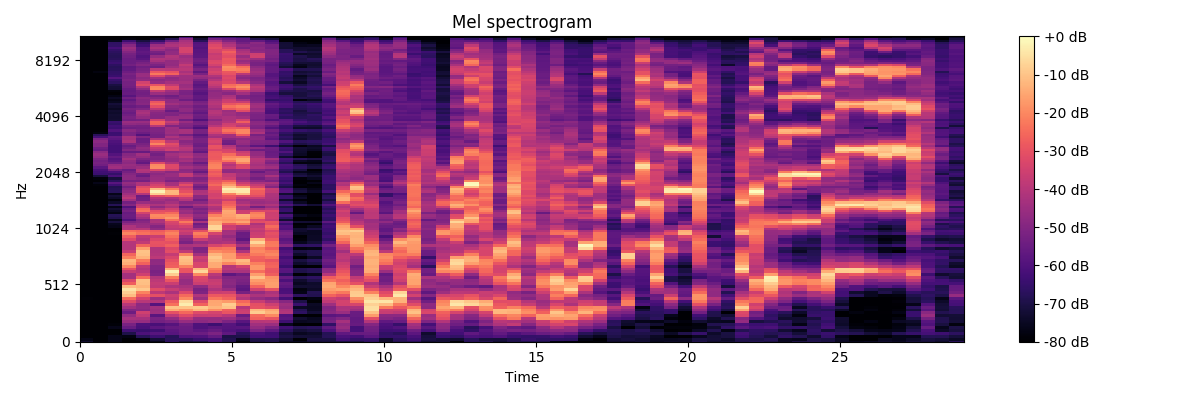 Mel spectrogram
+0 dB
8192
-10 dB
4096
-20 dB
-30 dB
2048
-40 dB
Hz
1024
-50 dB
-60 dB
512
-70 dB
0
-80 dB
0 5 10 15 20 25
Time